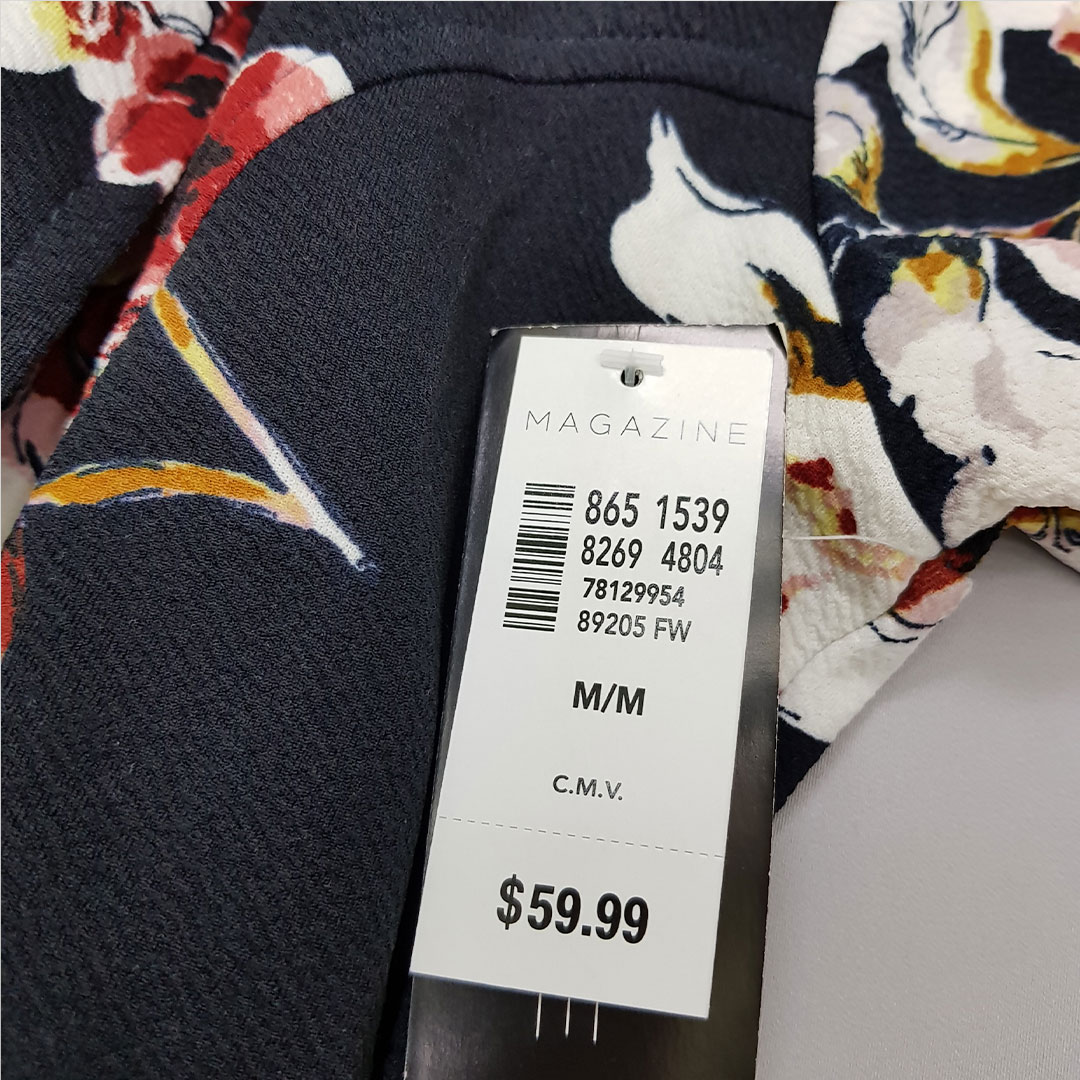 MAGAZINE
865 1539
8269 4804
78129954
89205 FW
M/M
C.M.V.
$59.99